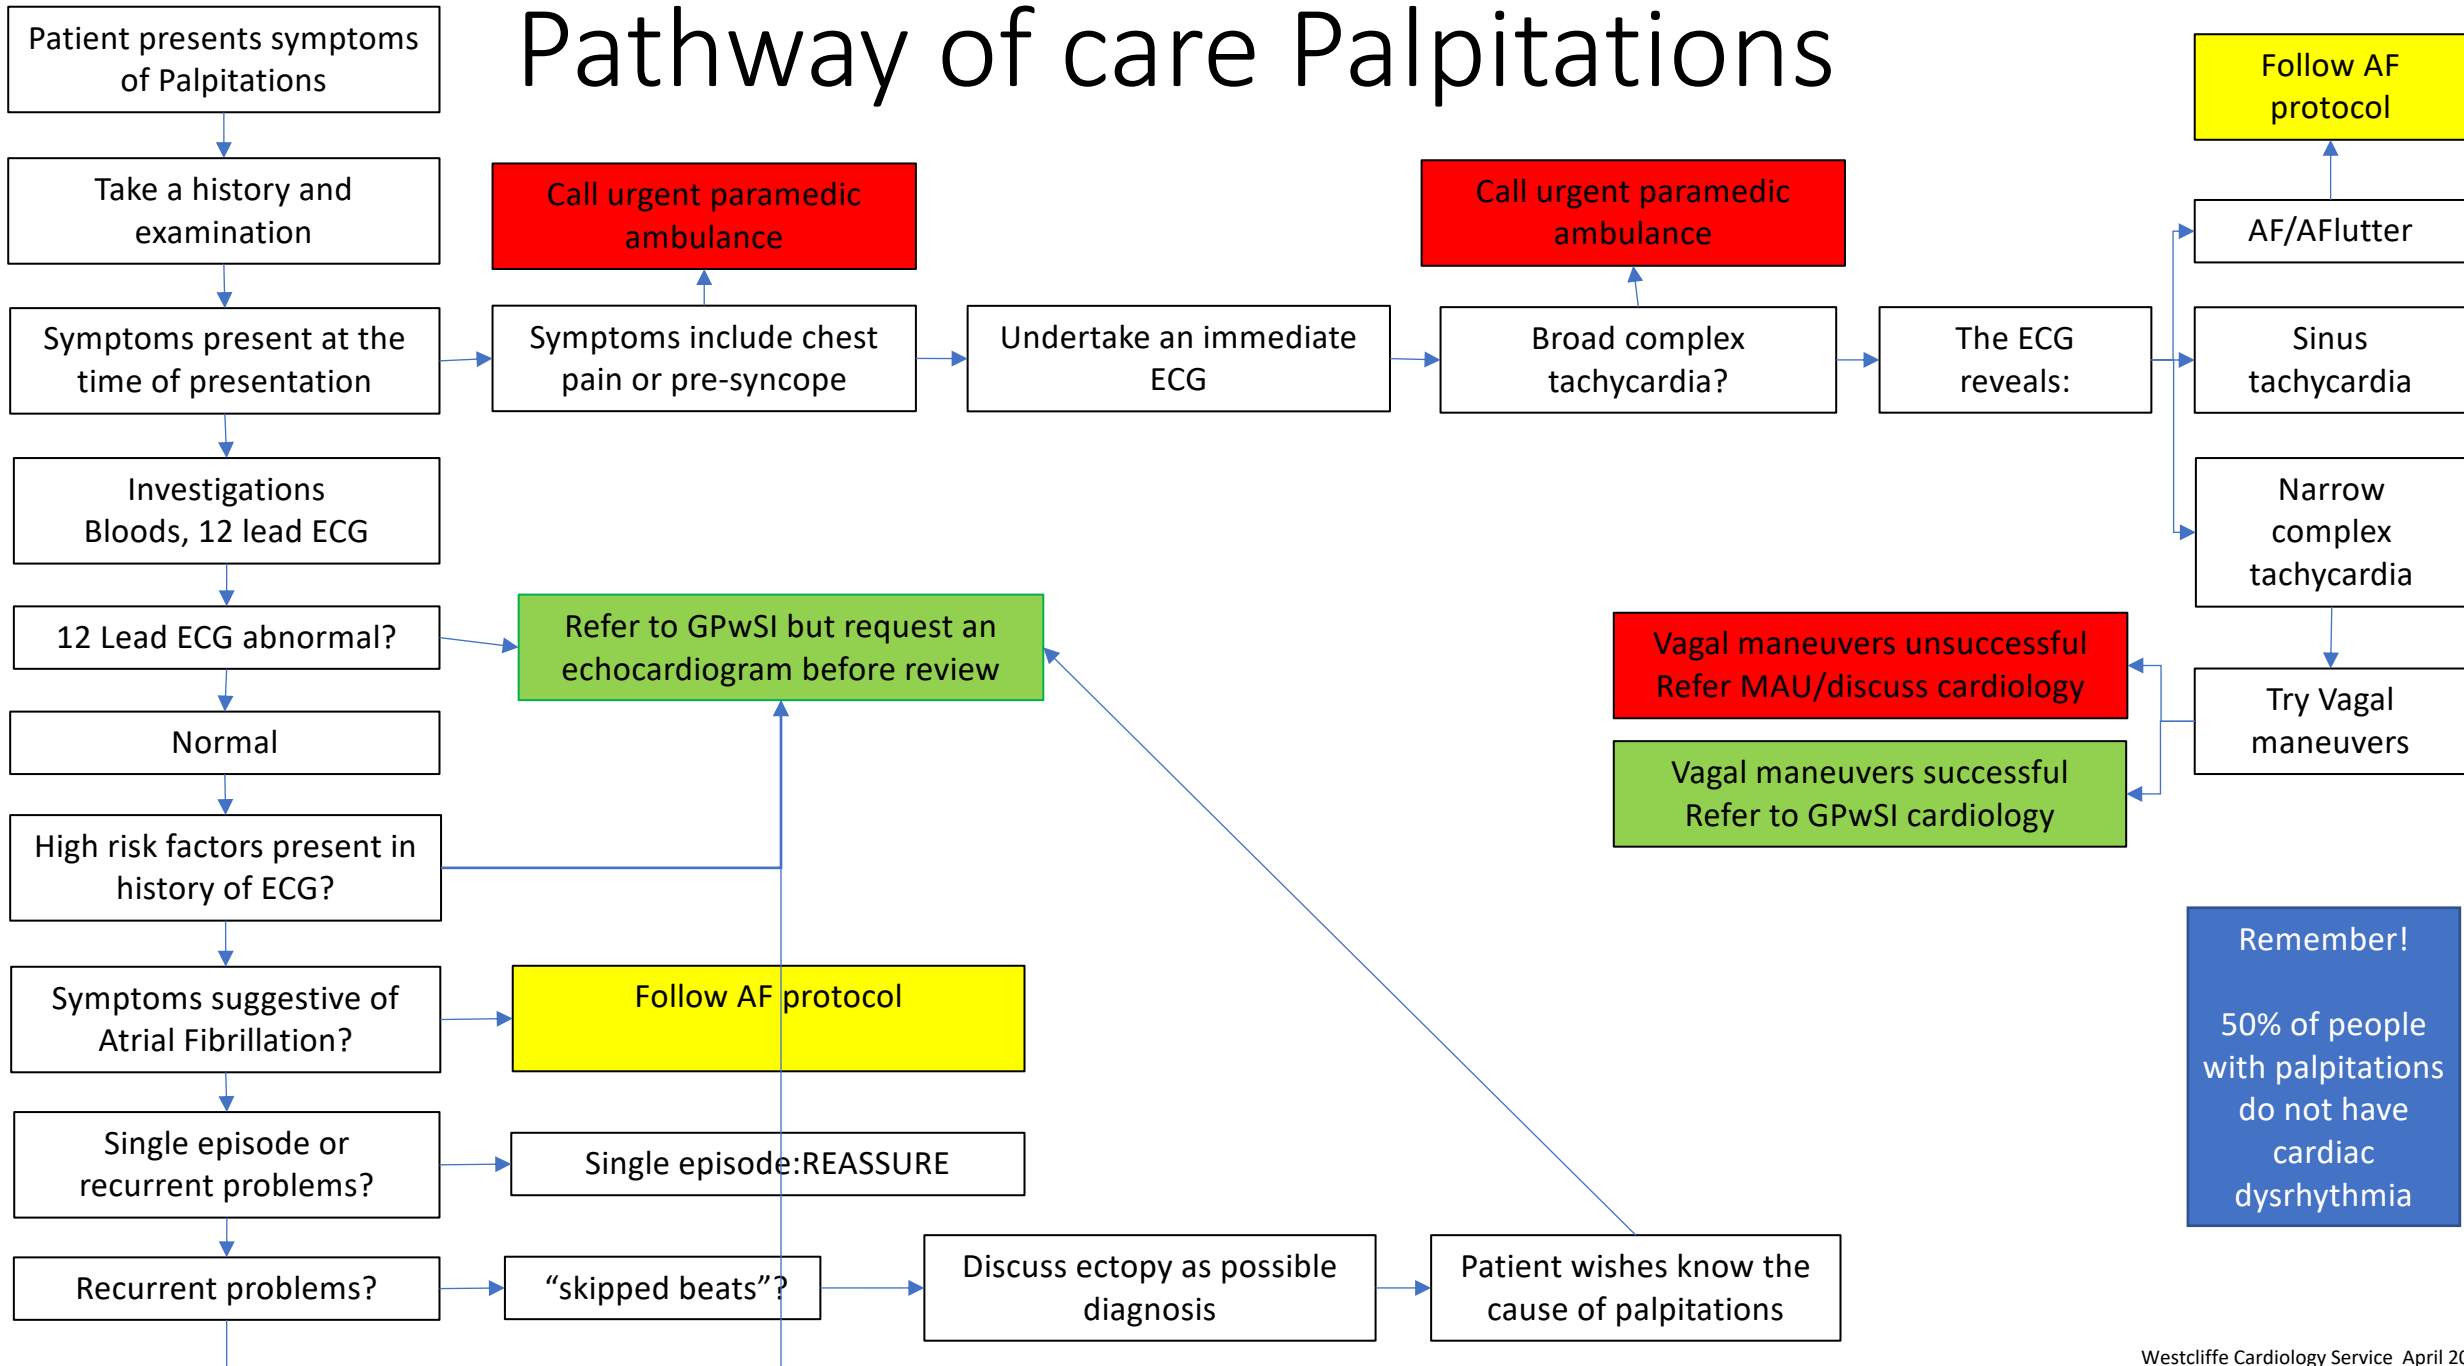 Pathway of care Palpitations
Patient presents symptoms
of Palpitations
Take a history and
examination
Symptoms present at the
time of presentation
Investigations
Bloods, 12 lead ECG
12 Lead ECG abnormal?
Normal
High risk factors present in
history of ECG?
Symptoms suggestive of
Atrial Fibrillation?
Single episode or
recurrent problems?
Recurrent problems?
Call urgent paramedic
ambulance
Symptoms include chest
pain or pre-syncope
Undertake an immediate
ECG
Call urgent paramedic
ambulance
Broad complex
tachycardia?
The ECG
reveals:
Follow AF
protocol
AF/AFlutter
Sinus
tachycardia
Narrow
complex
tachycardia
Try Vagal
maneuvers
Vagal maneuvers unsuccessful
Refer MAU/discuss cardiology
Vagal maneuvers successful
Refer to GPwSI cardiology
Refer to GPwSI but request an
echocardiogram before review
Follow AF protocol
Single episode:REASSURE
“skipped beats”?
Discuss ectopy as possible
diagnosis
Patient wishes know the
cause of palpitations
Remember!
50% of people
with palpitations
do not have
cardiac
dysrhythmia
Westcliffe Cardiology Service April